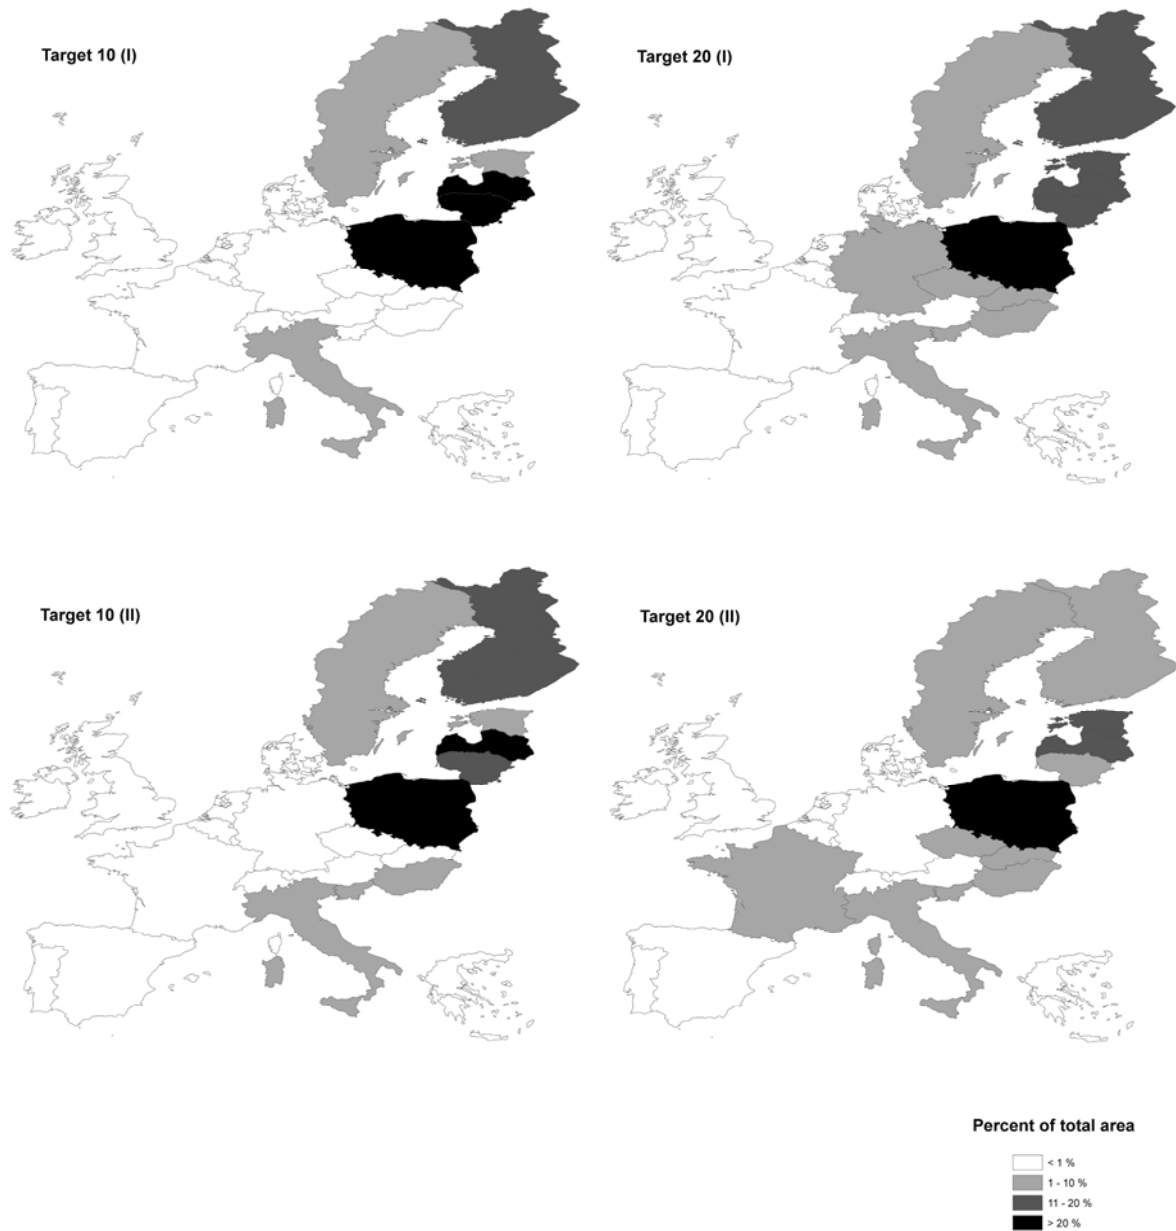 Target 10 (I)
Target 20 (I)
Target 10 (II)
Target 20 (II)
Percent of total area
< 1 %
1 - 10 %
11 - 20 %
> 20 %